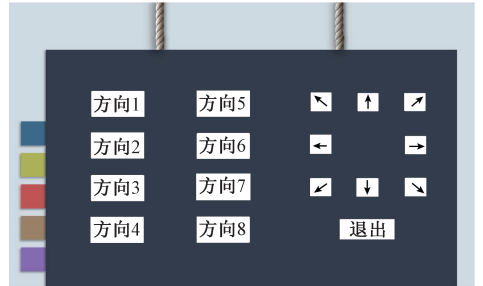 方向1 方向5 ↖ ↑ ↗
方向2 方向6 ← →
方向3 方向7 ↙ ↓ ↘
方向4 方向8 退出